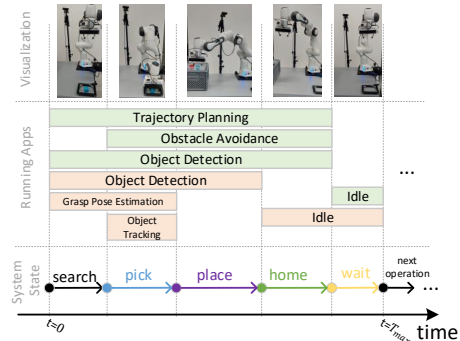 Visualization
Running Apps
Trajectory Planning
Obstacle Avoidance
Object Detection
Object Detection
Grasp Pose Estimation
Idle
Object
Tracking
Idle
...
System
State
search
pick
place
home
wait
next
operation
...
t=0
t=Tmax
time